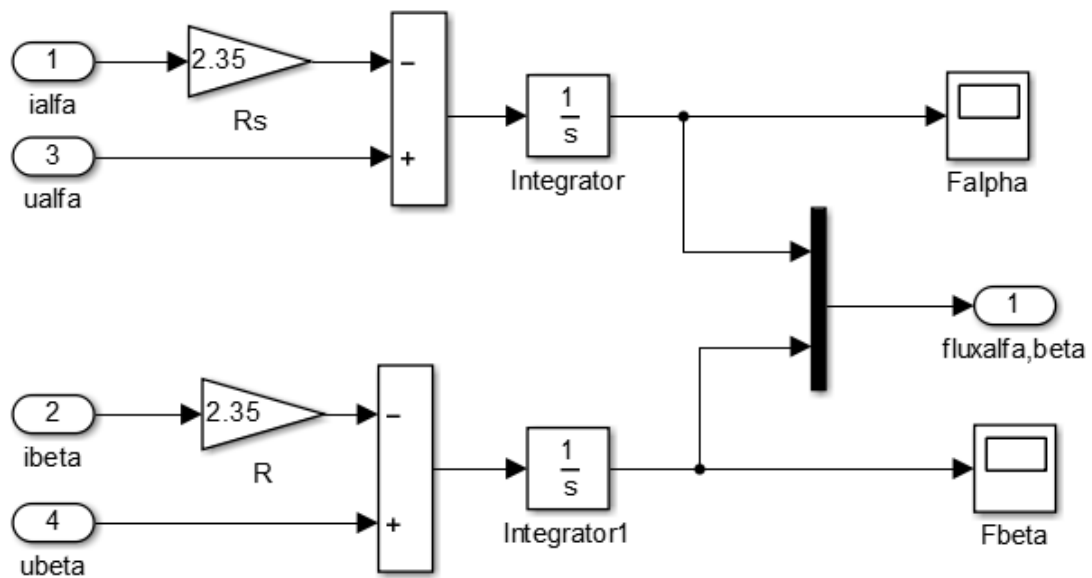 1
2.35
ialfa
Rs
3
ualfa
−
+
1
s
Integrator
Falpha
1
fluxalfa,beta
2
2.35
ibeta
R
4
ubeta
−
+
1
s
Integrator1
Fbeta